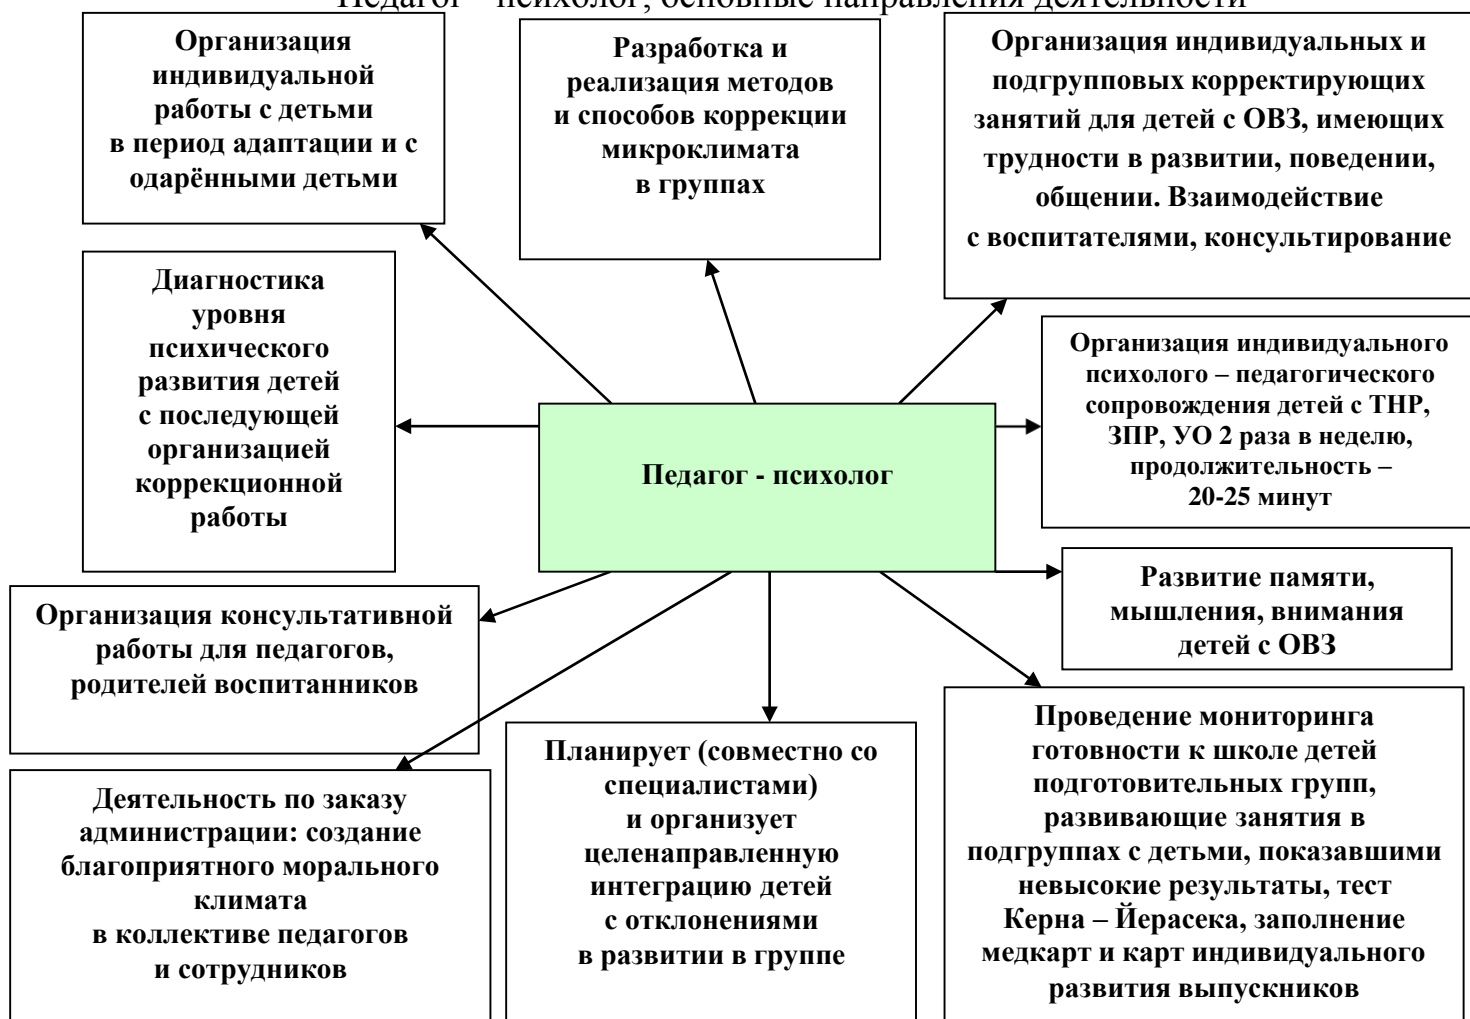 Педагог - психолог, основные направления деятельности
Организация
индивидуальной
работы с детьми
в период адаптации и с
одарёнными детьми
Разработка и
реализация методов
и способов коррекции
микроклимата
в группах
Организация индивидуальных и
подгрупповых корректирующих
занятий для детей с ОВЗ, имеющих
трудности в развитии, поведении,
общении. Взаимодействие
с воспитателями, консультирование
Диагностика
уровня
психического
развития детей
с последующей
организацией
коррекционной
работы
Организация индивидуального
психолого – педагогического
сопровождения детей с ТНР,
ЗПР, УО 2 раза в неделю,
продолжительность –
20-25 минут
Педагог - психолог
Развитие памяти,
мышления, внимания
детей с ОВЗ
Организация консультативной
работы для педагогов,
родителей воспитанников
Деятельность по заказу
администрации: создание
благоприятного морального
климата
в коллективе педагогов
и сотрудников
Планирует (совместно со
специалистами)
и организует
целенаправленную
интеграцию детей
с отклонениями
в развитии в группе
Проведение мониторинга
готовности к школе детей
подготовительных групп,
развивающие занятия в
подгруппах с детьми, показавшими
невысокие результаты, тест
Керна – Йерасека, заполнение
медкарт и карт индивидуального
развития выпускников